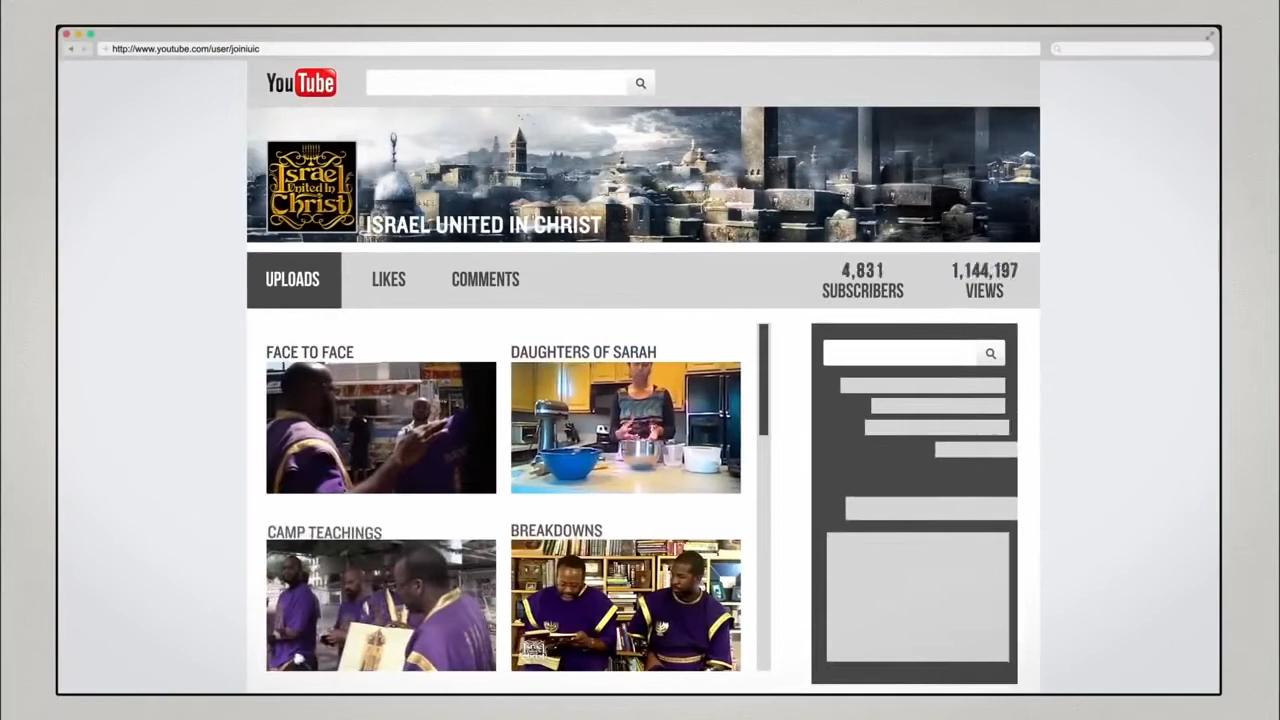 http://www.youtube.com/user/joiniuic
YouTube
Israel
United In
Christ
ISRAEL UNITED IN CHRIST
UPLOADS
LIKES
COMMENTS
4,831
SUBSCRIBERS
1,144,197
VIEWS
FACE TO FACE
DAUGHTERS OF SARAH
CAMP TEACHINGS
BREAKDOWNS